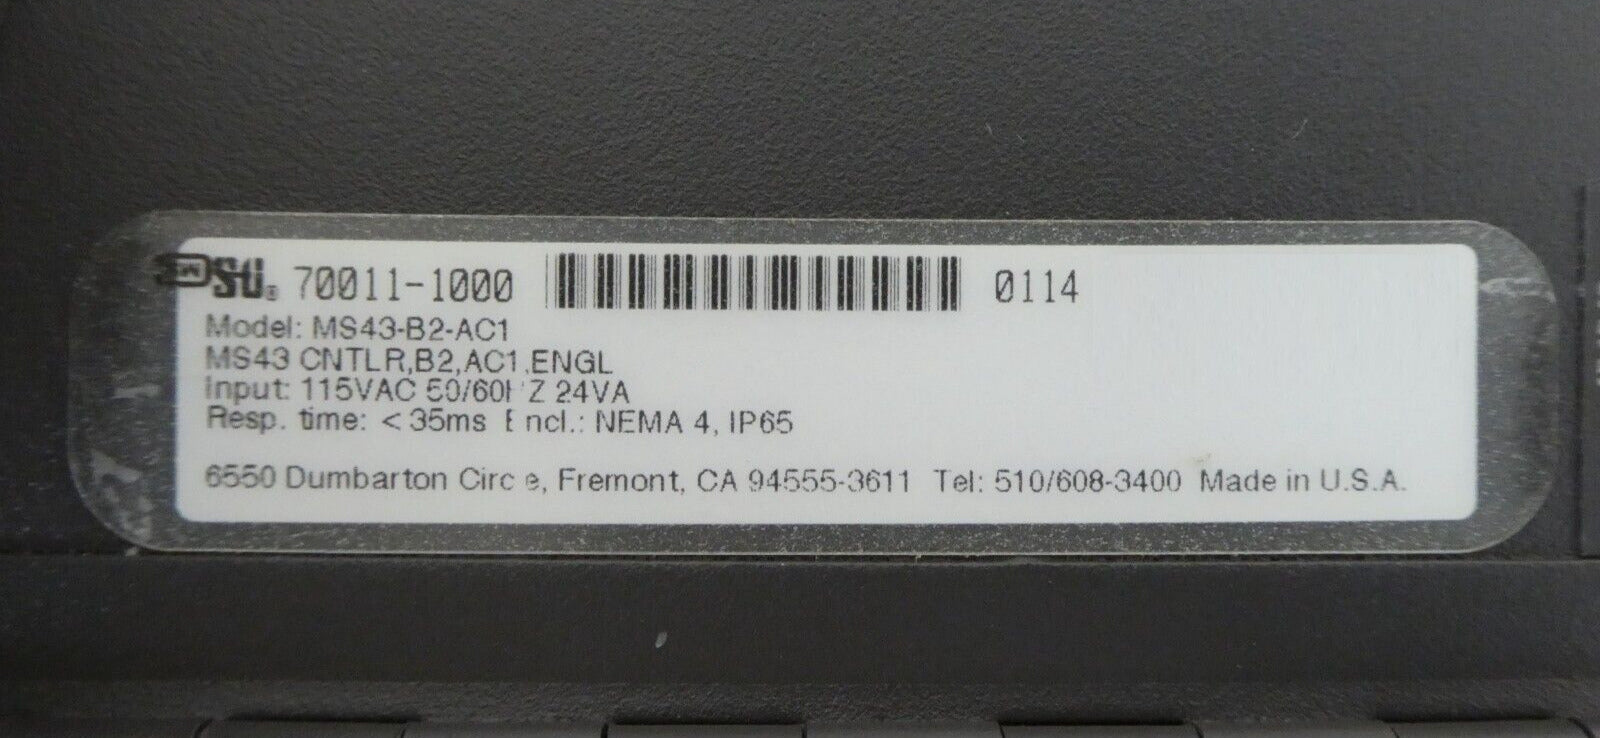 STI® 70011-1000 0114
Model: MS43-B2-AC1
MS43 CNTLR,B2,AC1,ENGL
Input: 115VAC 50/60HZ 24VA
Resp. time: <35ms Encl.: NEMA 4, IP65
6550 Dumbarton Circle, Fremont, CA 94555-3611 Tel: 510/608-3400 Made in U.S.A.